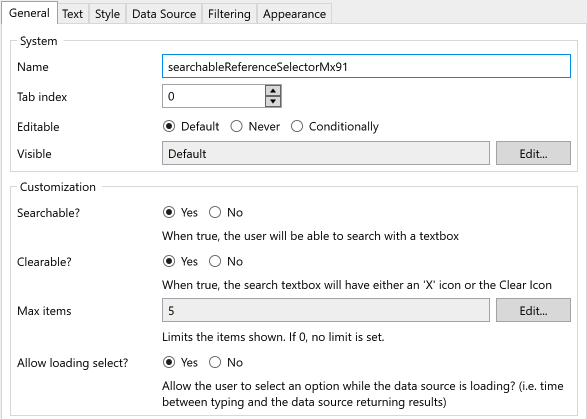 General Text Style Data Source Filtering Appearance
System
Name searchableReferenceSelectorMx91
Tab index 0
Editable Default Never Conditionally
Visible Default Edit...
Customization
Searchable? Yes No
When true, the user will be able to search with a textbox
Clearable? Yes No
When true, the search textbox will have either an 'X' icon or the Clear Icon
Max items 5 Edit...
Limits the items shown. If 0, no limit is set.
Allow loading select? Yes No
Allow the user to select an option while the data source is loading? (i.e. time
between typing and the data source returning results)